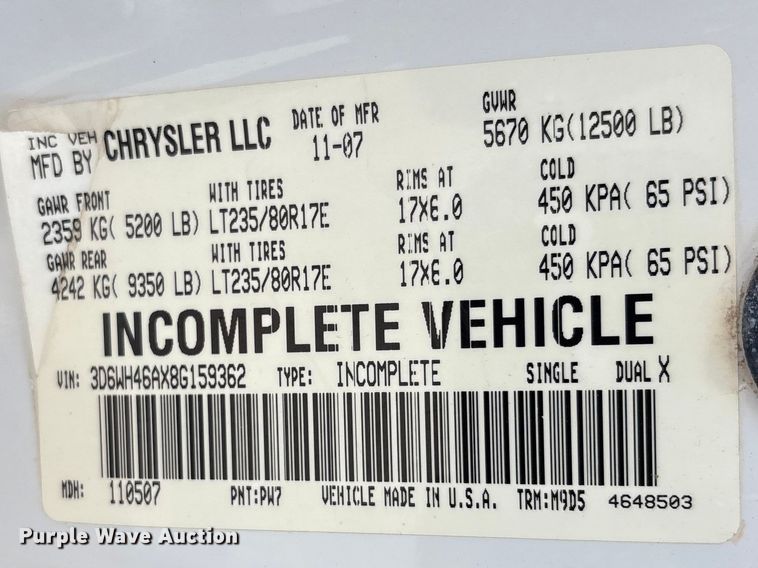 INC VEH MFD BY CHRYSLER LLC DATE OF MFR 11-07 GVWR 5670 KG(12500 LB)
GAWR FRONT WITH TIRES RIMS AT COLD
2359 KG( 5200 LB) LT235/80R17E 17X6.0 450 KPA( 65 PSI)
GAWR REAR WITH TIRES RIMS AT COLD
4242 KG( 9350 LB) LT235/80R17E 17X6.0 450 KPA( 65 PSI)
INCOMPLETE VEHICLE
VIN: 3D6WH46AX8G159362 TYPE: INCOMPLETE SINGLE DUAL X
MDH: 110507 PNT:PW7 VEHICLE MADE IN U.S.A. TRM:M9D5 4648503
Purple Wave Auction